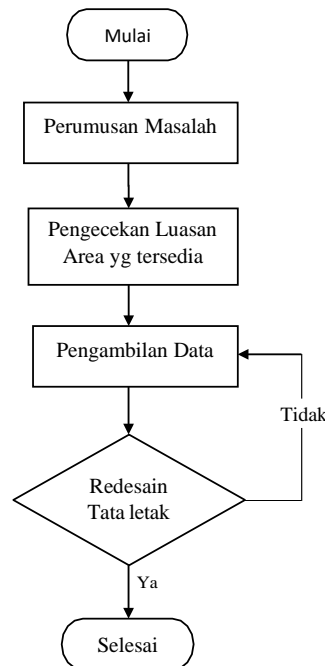 Mulai
Perumusan Masalah
Pengecekan Luasan
Area yg tersedia
Pengambilan Data
Tidak
Redesain
Tata letak
Ya
Selesai